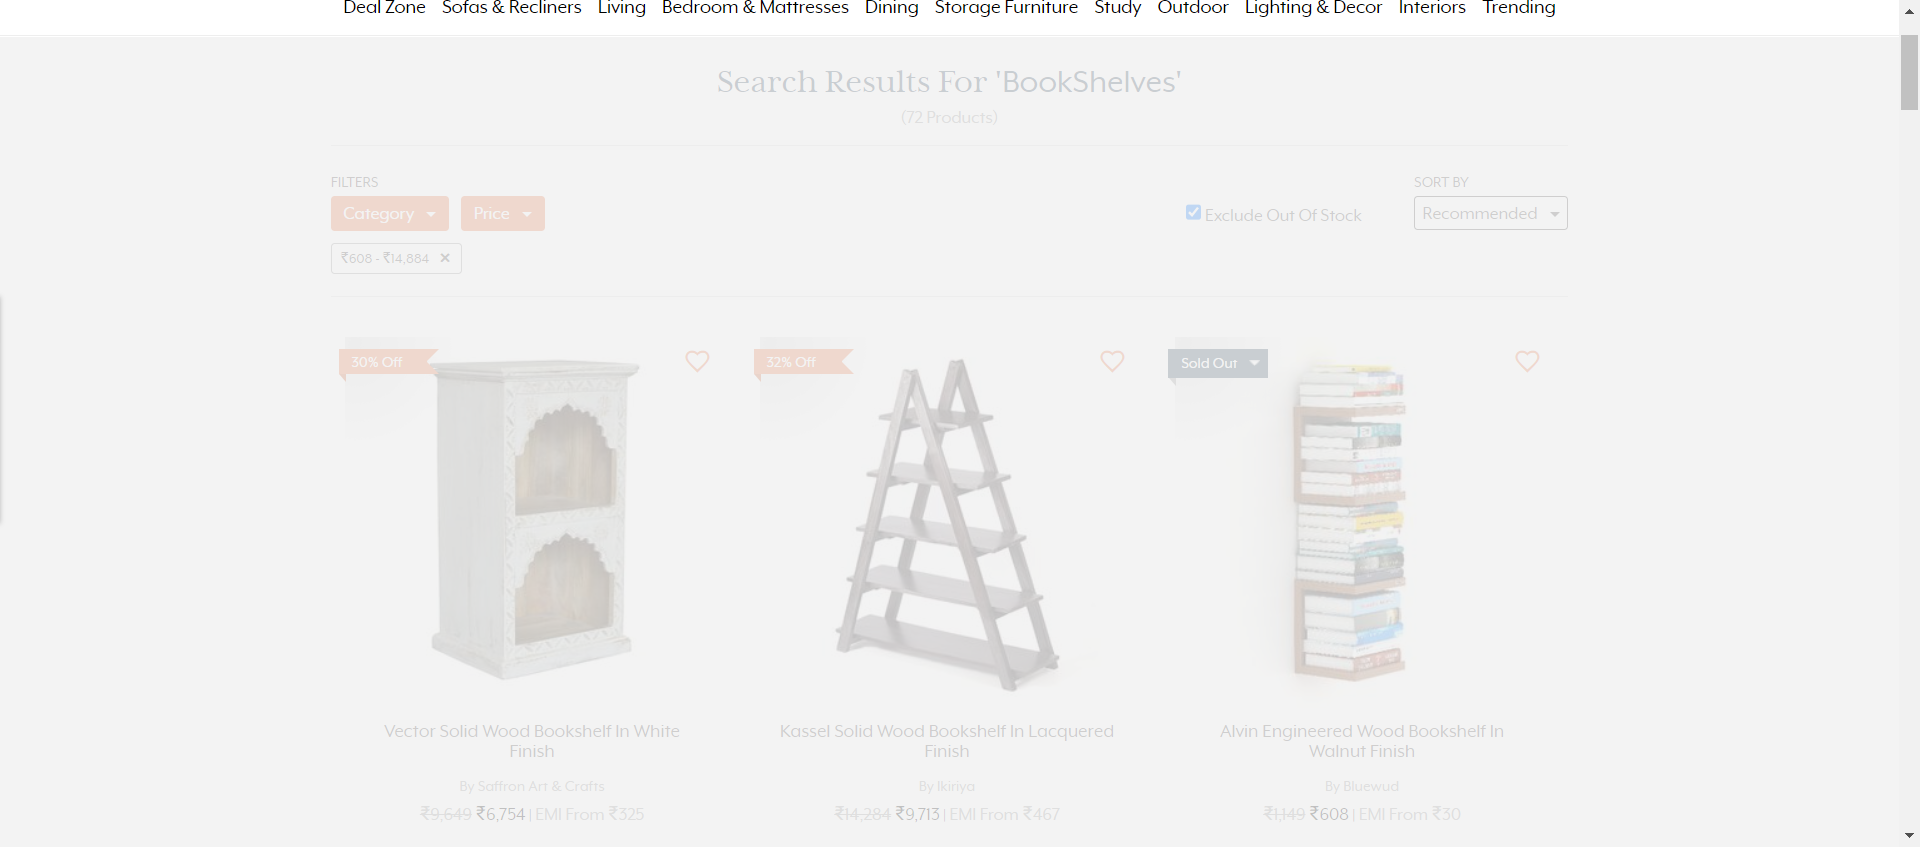 Deal Zone Sofas & Recliners Living Bedroom & Mattresses Dining Storage Furniture Study Outdoor Lighting & Decor Interiors Trending
Search Results For 'BookShelves'
(72 Products)
FILTERS
SORT BY
Category Price
Exclude Out Of Stock
Recommended
₹608 - ₹14,884 ✕
30% Off
32% Off
Sold Out
Vector Solid Wood Bookshelf In White
Finish
By Saffron Art & Crafts
₹9,649 ₹6,754 | EMI From ₹325
Kassel Solid Wood Bookshelf In Lacquered
Finish
By Ikiriya
₹14,284 ₹9,713 | EMI From ₹467
Alvin Engineered Wood Bookshelf In
Walnut Finish
By Bluewud
₹1,149 ₹608 | EMI From ₹30